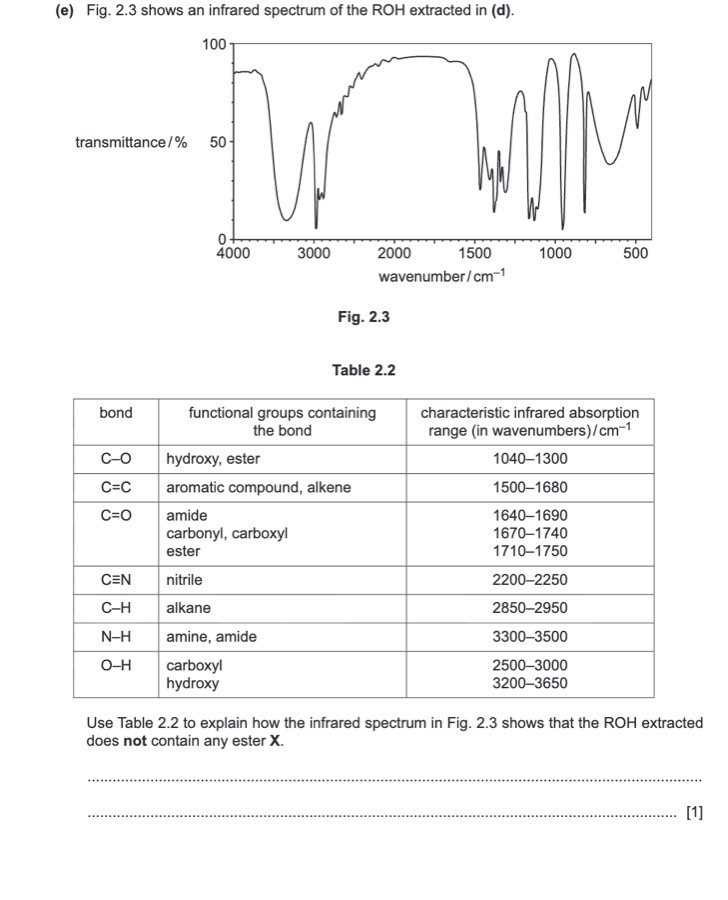 (e) Fig. 2.3 shows an infrared spectrum of the ROH extracted in (d).
100
transmittance / %
50
0
4000
3000
2000
1500
1000
500
wavenumber / cm⁻¹
Fig. 2.3
Table 2.2
bond
functional groups containing
the bond
characteristic infrared absorption
range (in wavenumbers) / cm⁻¹
C–O
hydroxy, ester
1040–1300
C=C
aromatic compound, alkene
1500–1680
C=O
amide
carbonyl, carboxyl
ester
1640–1690
1670–1740
1710–1750
C≡N
nitrile
2200–2250
C–H
alkane
2850–2950
N–H
amine, amide
3300–3500
O–H
carboxyl
hydroxy
2500–3000
3200–3650
Use Table 2.2 to explain how the infrared spectrum in Fig. 2.3 shows that the ROH extracted
does not contain any ester X.
[1]